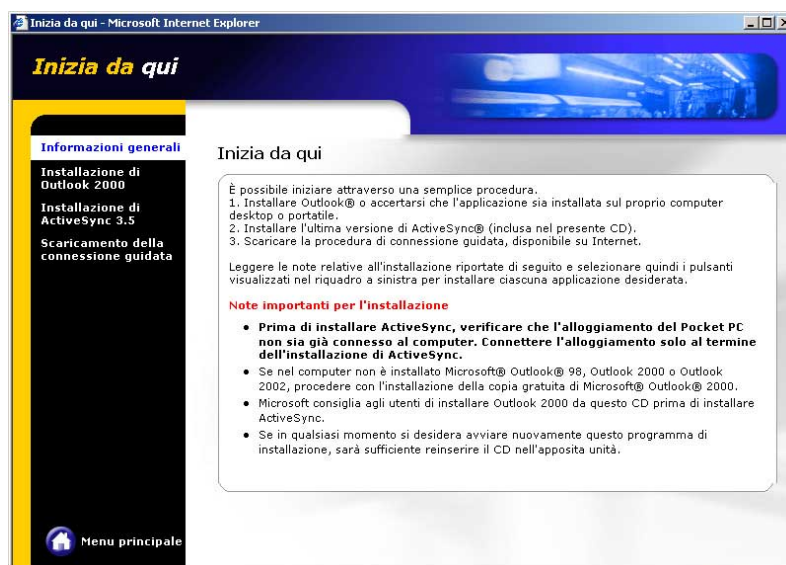 Inizia da qui - Microsoft Internet Explorer
Inizia da qui
Informazioni generali
Installazione di
Outlook 2000
Installazione di
ActiveSync 3.5
Scaricamento della
connessione guidata
Menu principale
Inizia da qui
È possibile iniziare attraverso una semplice procedura.
1. Installare Outlook® o accertarsi che l'applicazione sia installata sul proprio computer
desktop o portatile.
2. Installare l'ultima versione di ActiveSync® (inclusa nel presente CD).
3. Scaricare la procedura di connessione guidata, disponibile su Internet.
Leggere le note relative all'installazione riportate di seguito e selezionare quindi i pulsanti
visualizzati nel riquadro a sinistra per installare ciascuna applicazione desiderata.
Note importanti per l'installazione
• Prima di installare ActiveSync, verificare che l'alloggiamento del Pocket PC
non sia già connesso al computer. Connettere l'alloggiamento solo al termine
dell'installazione di ActiveSync.
• Se nel computer non è installato Microsoft® Outlook® 98, Outlook 2000 o Outlook
2002, procedere con l'installazione della copia gratuita di Microsoft® Outlook® 2000.
• Microsoft consiglia agli utenti di installare Outlook 2000 da questo CD prima di installare
ActiveSync.
• Se in qualsiasi momento si desidera avviare nuovamente questo programma di
installazione, sarà sufficiente reinserire il CD nell'apposita unità.